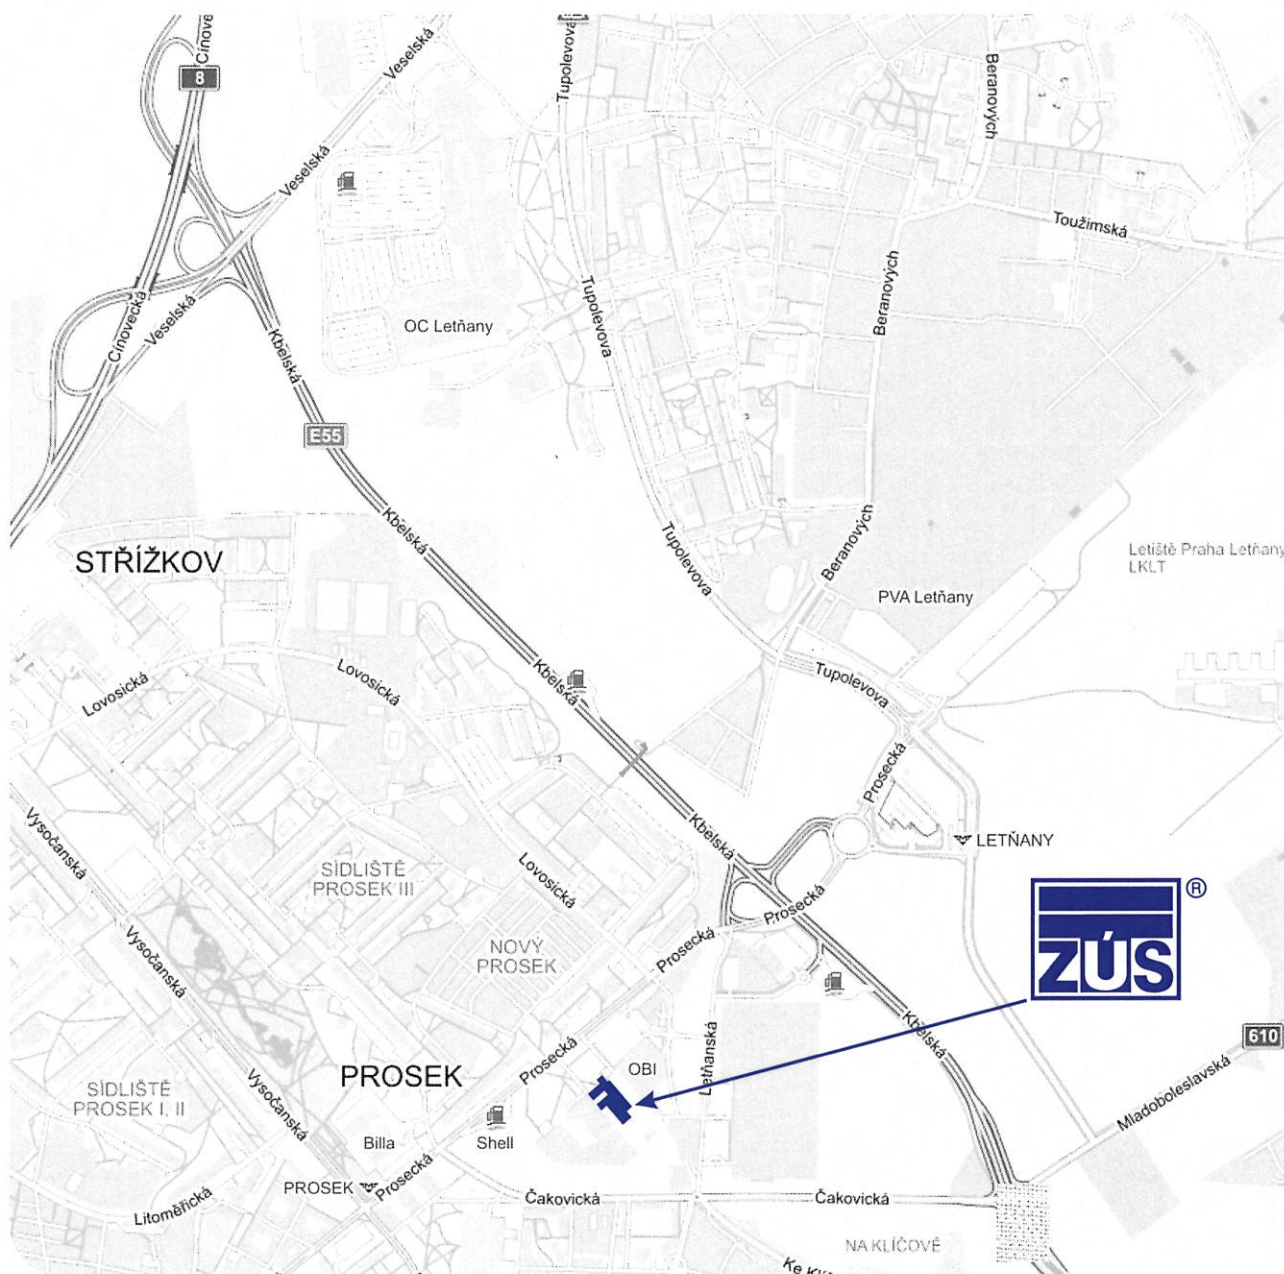 Cínove
8
Veselská
Tupolevova
Beranových
Veselská
Toužimská
Beranových
Tupolevova
Cínovecká
Veselská
Kbelská
OC Letňany
E55
Kbelská
Tupolevova
Beranových
STŘÍŽKOV
Letiště Praha Letňany
LKLT
PVA Letňany
Lovosická
Lovosická
Kbelská
Tupolevova
Prosecká
Vysočanská
Kbelská
LETŇANY
SÍDLIŠTĚ
PROSEK III
Lovosická
Prosecká
ZÚS
®
Vysočanská
NOVÝ
PROSEK
Prosecká
Kbelská
610
Prosecká
Letňanská
OBI
PROSEK
Mladoboleslavská
SÍDLIŠTĚ
PROSEK I, II
Vysočanská
Billa
Shell
PROSEK
Prosecká
Litoměřická
Čakovická
Čakovická
NA KLÍČOVĚ